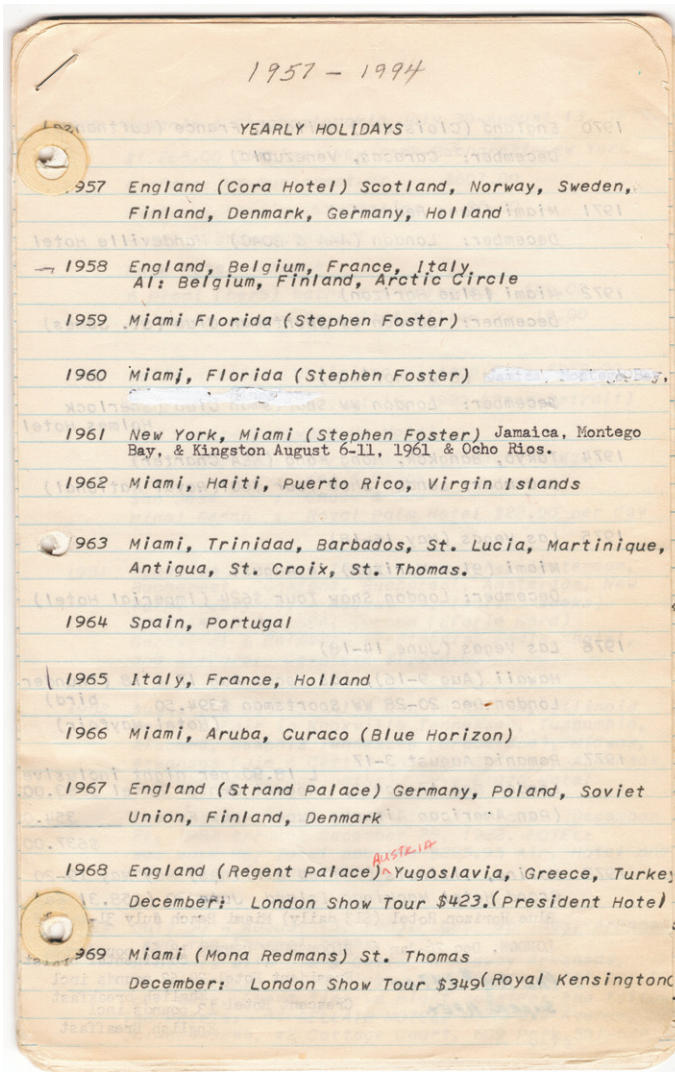 1957 - 1994
YEARLY HOLIDAYS
1957 England (Cora Hotel) Scotland, Norway, Sweden,
Finland, Denmark, Germany, Holland
1958 England, Belgium, France, Italy.
Al: Belgium, Finland, Arctic Circle
1959 Miami Florida (Stephen Foster)
1960 Miami, Florida (Stephen Foster)
1961 New York, Miami (Stephen Foster) Jamaica, Montego
Bay, & Kingston August 6-11, 1961 & Ocho Rios.
1962 Miami, Haiti, Puerto Rico, Virgin Islands
963 Miami, Trinidad, Barbados, St. Lucia, Martinique,
Antigua, St. Croix, St. Thomas.
1964 Spain, Portugal
1965 Italy, France, Holland
1966 Miami, Aruba, Curaco (Blue Horizon)
1967 England (Strand Palace) Germany, Poland, Soviet
Union, Finland, Denmark
1968 England (Regent Palace) AUSTRIA Yugoslavia, Greece, Turkey
December: London Show Tour $423.(President Hotel)
969 Miami (Mona Redmans) St. Thomas
December: London Show Tour $349(Royal Kensington